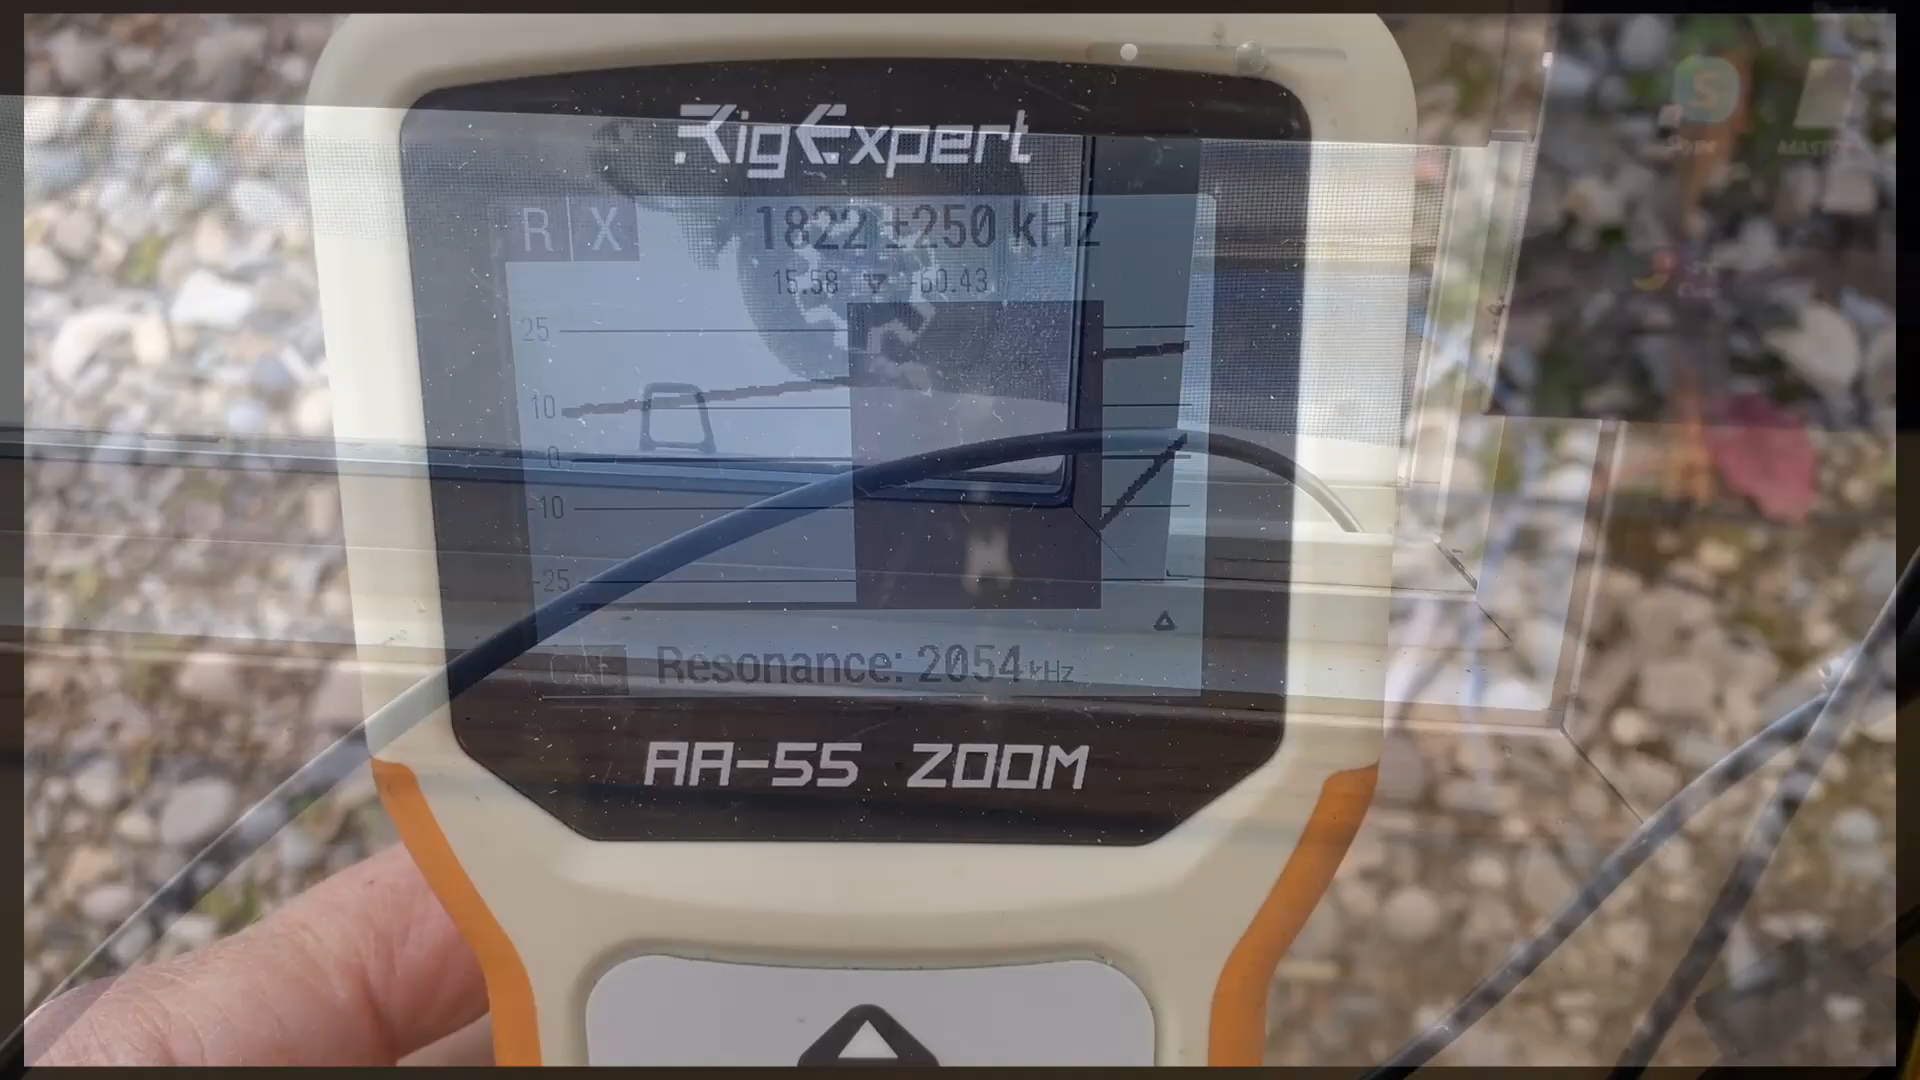 RigExpert
R X
1822 ±250 kHz
15.58 -60.43
25
10
0
-10
-25
Resonance: 2054 kHz
AA-55 ZOOM